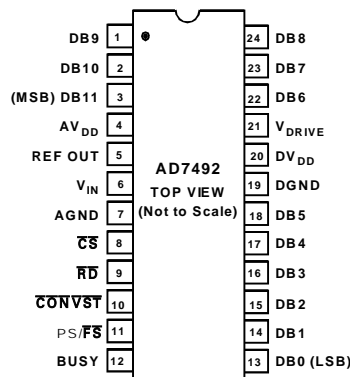 DB9 1 24 DB8
DB10 2 23 DB7
(MSB) DB11 3 22 DB6
AVDD 4 21 VDRIVE
REF OUT 5 20 DVDD
VIN 6 19 DGND
AGND 7 18 DB5
CS 8 17 DB4
RD 9 16 DB3
CONVST 10 15 DB2
PS/FS 11 14 DB1
BUSY 12 13 DB0 (LSB)
AD7492
TOP VIEW
(Not to Scale)